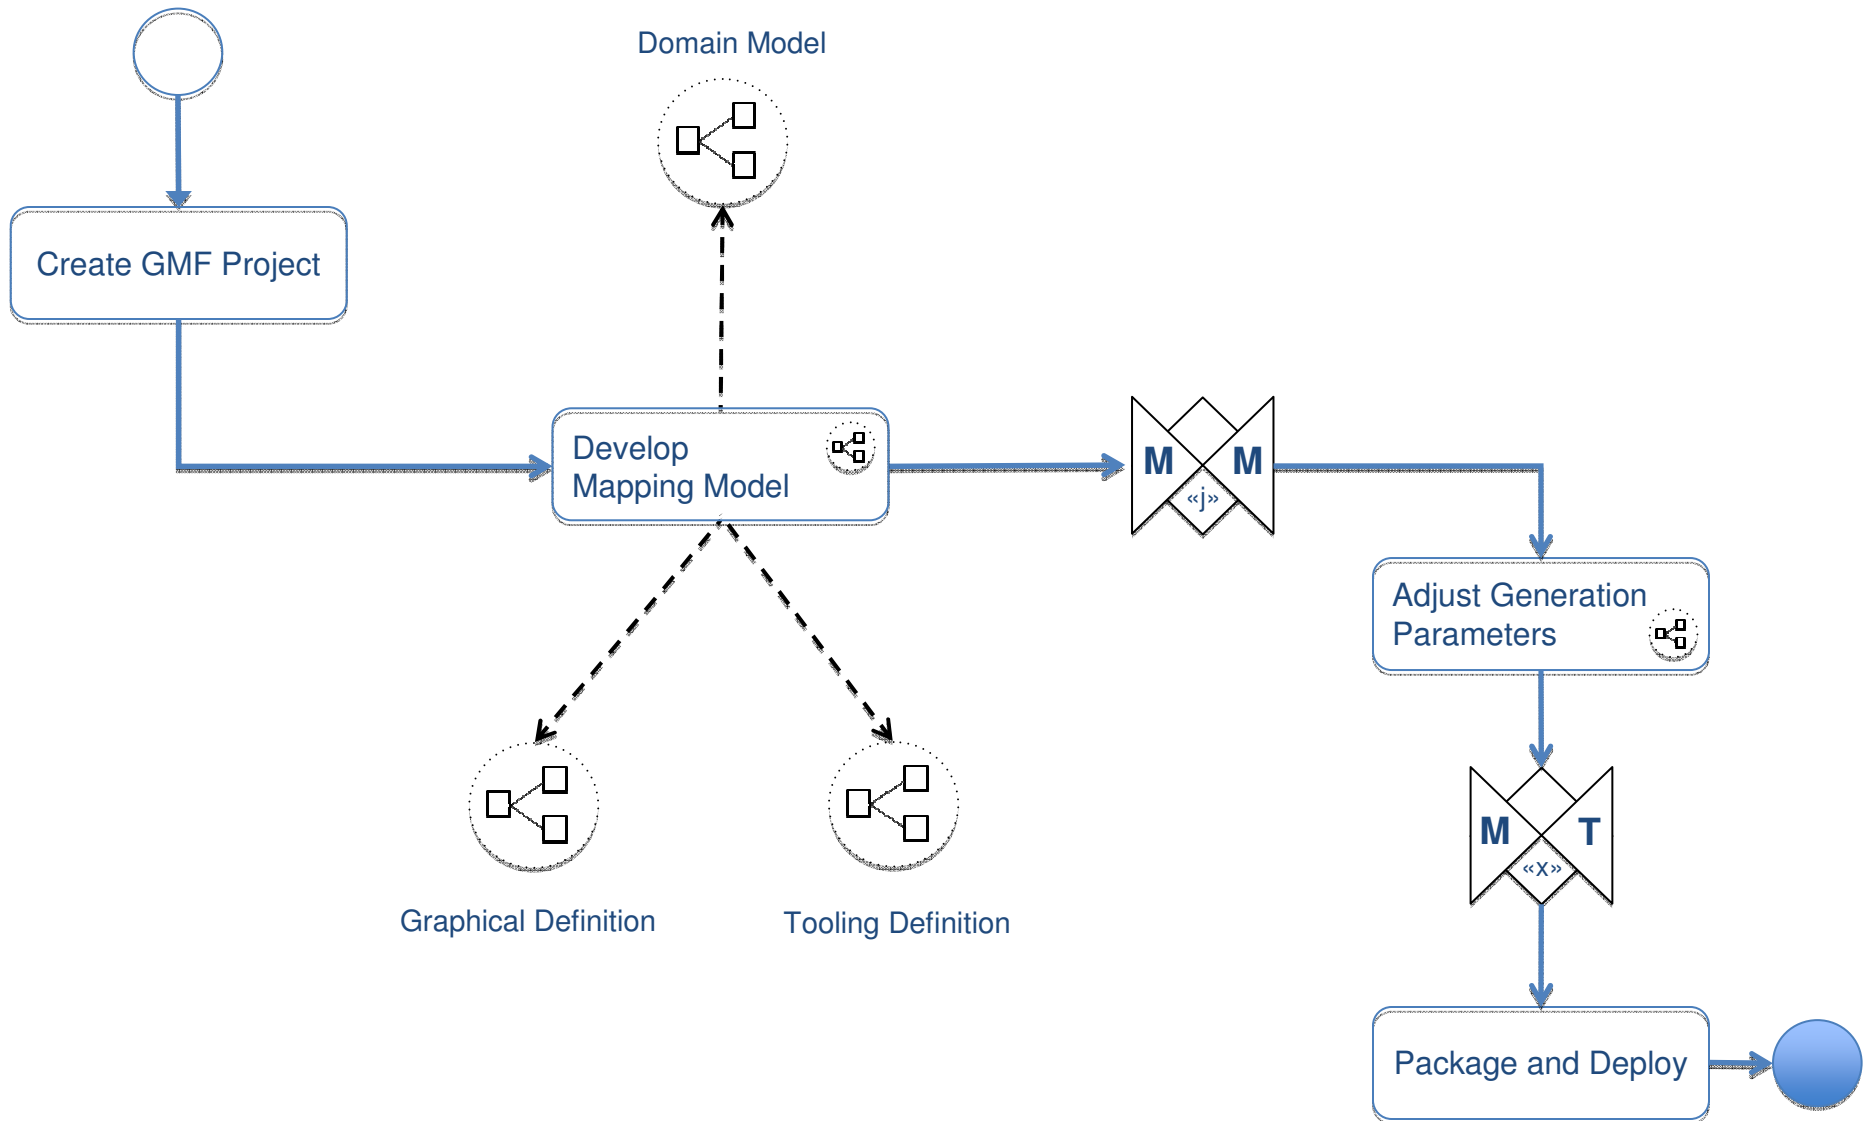 Domain Model
Create GMF Project
Develop
Mapping Model
M M
«j»
Adjust Generation
Parameters
M T
«x»
Graphical Definition
Tooling Definition
Package and Deploy